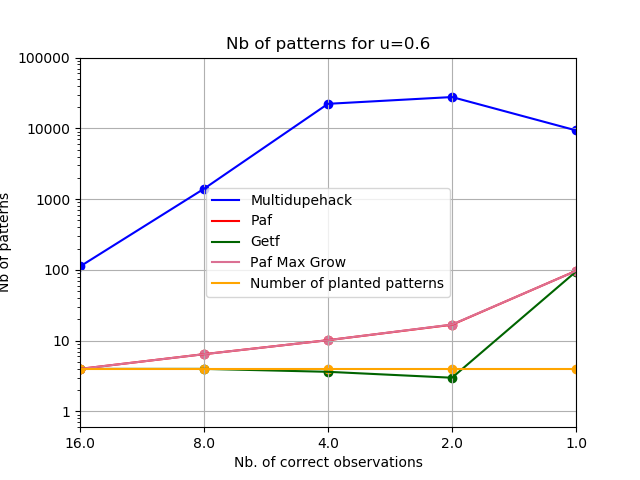 Nb of patterns for u=0.6
100000
10000
1000
100
10
1
Nb of patterns
Multidupehack
Paf
Getf
Paf Max Grow
Number of planted patterns
16.0 8.0 4.0 2.0 1.0
Nb. of correct observations